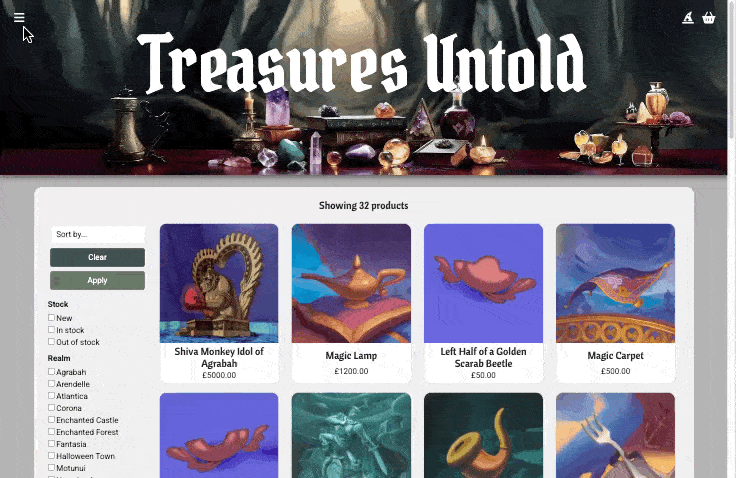 Treasures Untold
Showing 32 products
Sort by...
Clear
Apply
Stock
New
In stock
Out of stock
Realm
Agrabah
Arendelle
Atlantica
Corona
Enchanted Castle
Enchanted Forest
Fantasia
Halloween Town
Motunui
Shiva Monkey Idol of
Agrabah
£5000.00
Magic Lamp
£1200.00
Left Half of a Golden
Scarab Beetle
£50.00
Magic Carpet
£500.00